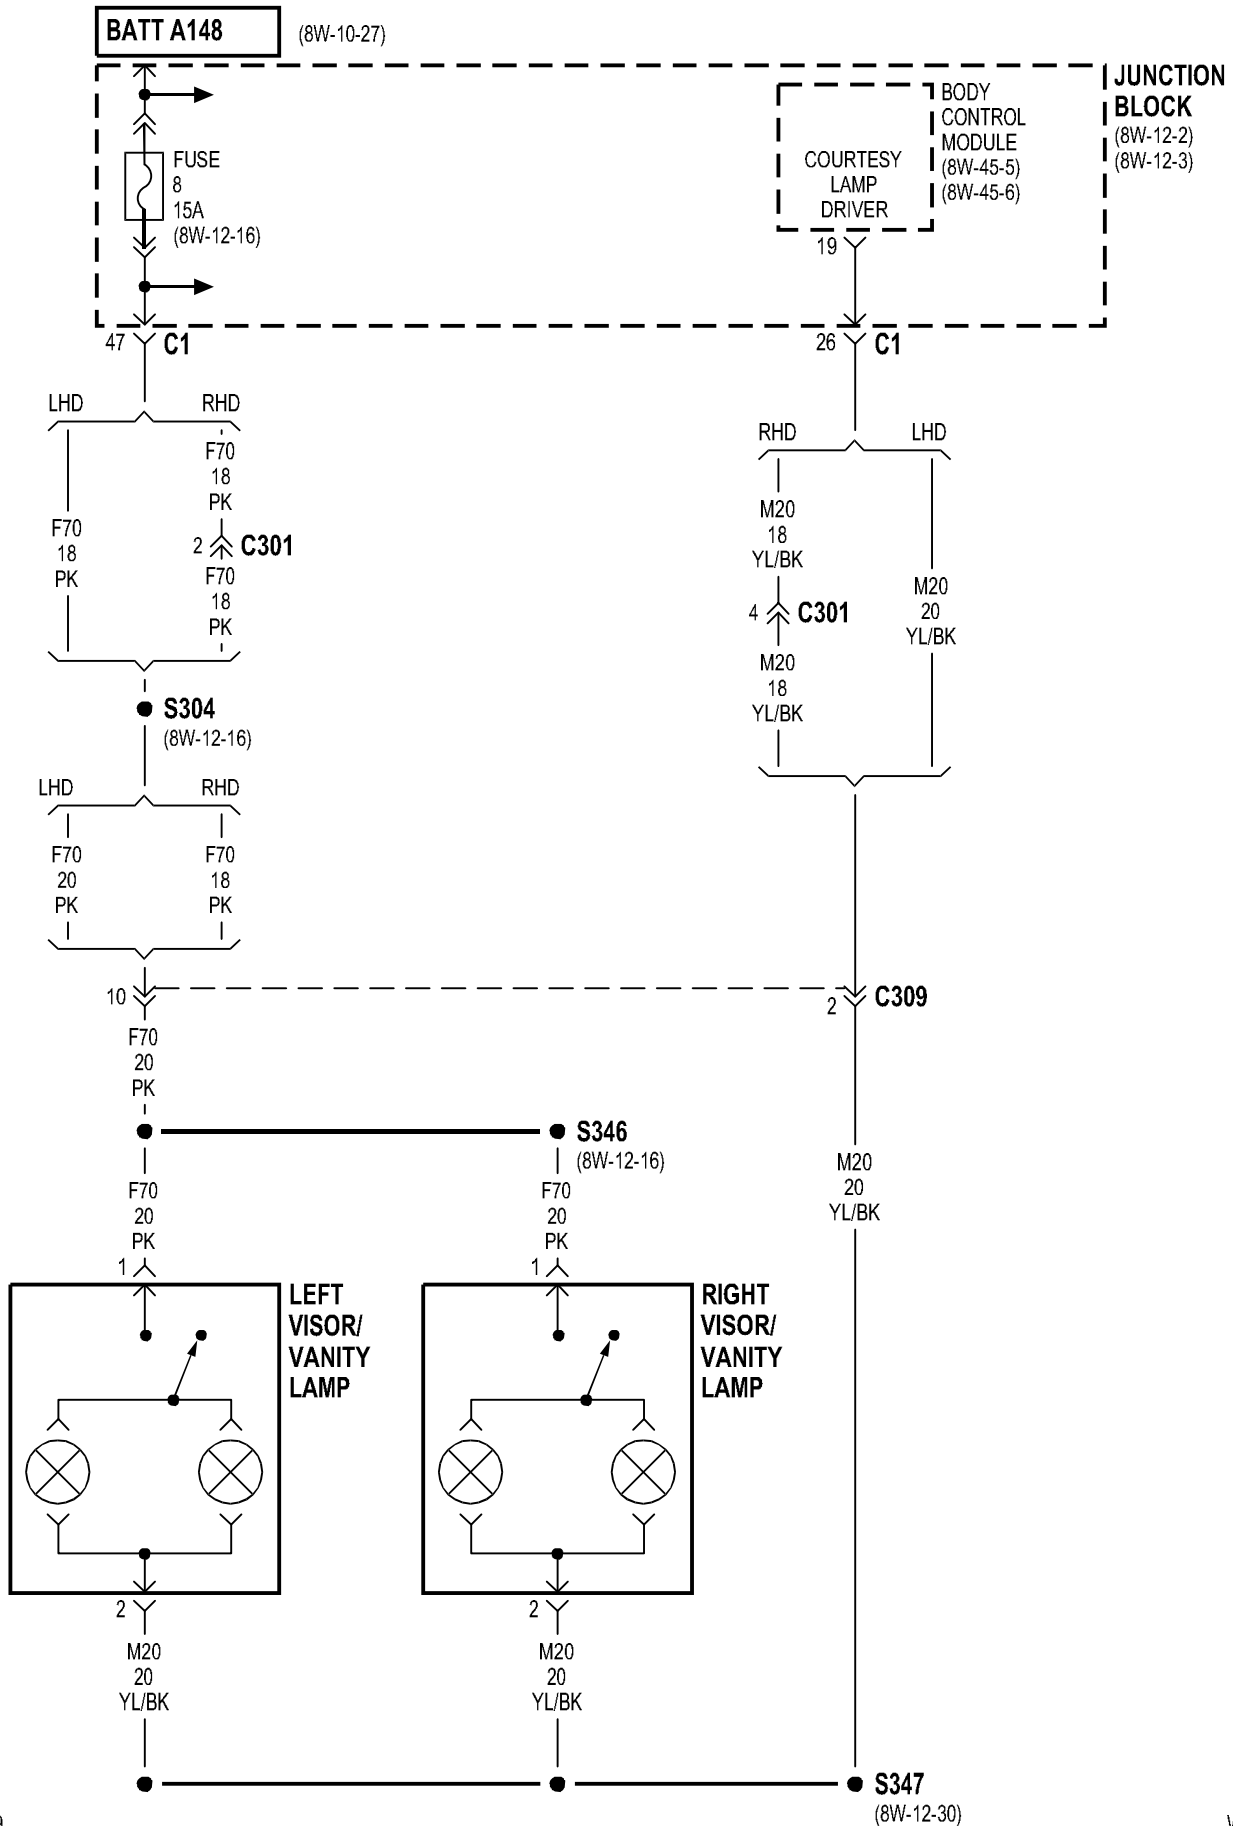 BATT A148
(8W-10-27)
JUNCTION
BLOCK
(8W-12-2)
(8W-12-3)
BODY
CONTROL
MODULE
(8W-45-5)
(8W-45-6)
COURTESY
LAMP
DRIVER
FUSE
8
15A
(8W-12-16)
19
47
C1
26
C1
LHD
RHD
F70
18
PK
F70
18
PK
2
C301
F70
18
PK
RHD
LHD
M20
18
YL/BK
4
C301
M20
18
YL/BK
M20
20
YL/BK
S304
(8W-12-16)
LHD
RHD
F70
20
PK
F70
18
PK
10
2
C309
F70
20
PK
S346
(8W-12-16)
F70
20
PK
F70
20
PK
M20
20
YL/BK
1
1
LEFT
VISOR/
VANITY
LAMP
RIGHT
VISOR/
VANITY
LAMP
2
2
M20
20
YL/BK
M20
20
YL/BK
S347
(8W-12-30)